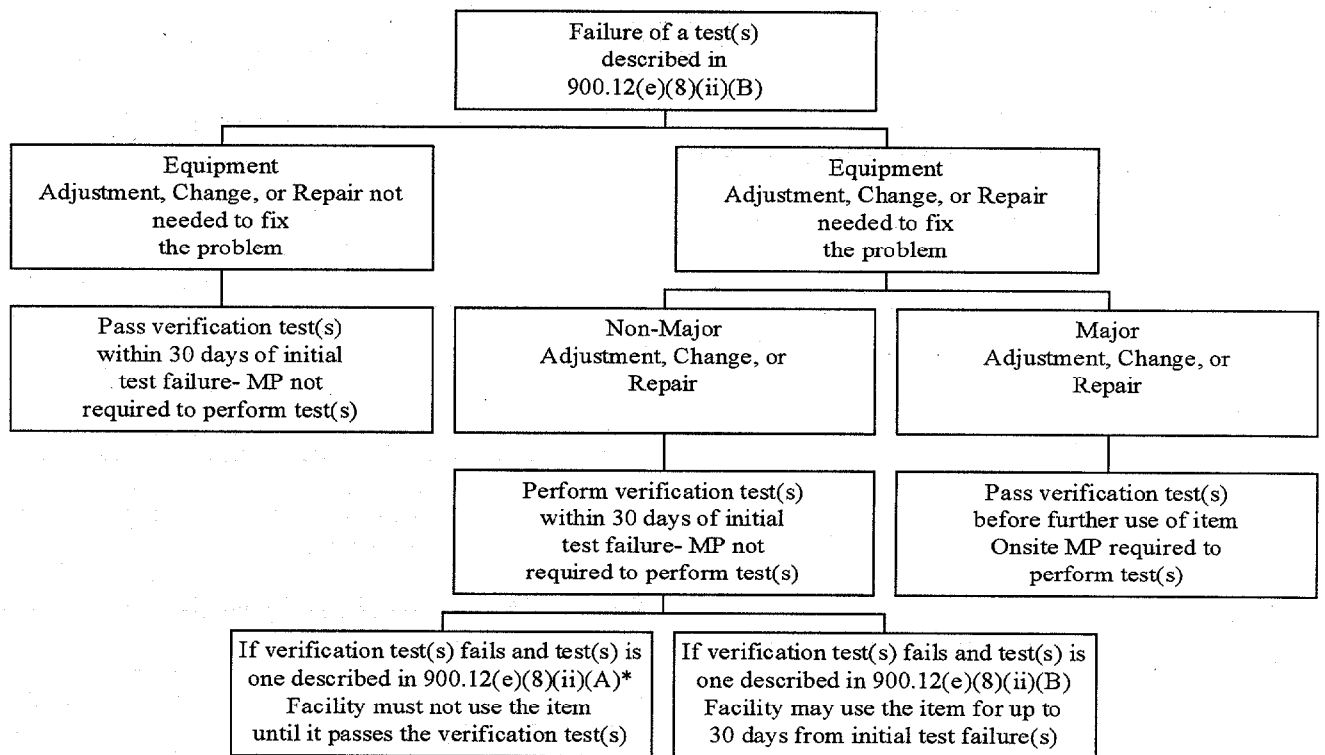 Failure of a test(s)
described in
900.12(e)(8)(ii)(B)
Equipment
Adjustment, Change, or Repair not
needed to fix
the problem
Equipment
Adjustment, Change, or Repair
needed to fix
the problem
Pass verification test(s)
within 30 days of initial
test failure- MP not
required to perform test(s)
Non-Major
Adjustment, Change, or
Repair
Major
Adjustment, Change, or
Repair
Perform verification test(s)
within 30 days of initial
test failure- MP not
required to perform test(s)
Pass verification test(s)
before further use of item
Onsite MP required to
perform test(s)
If verification test(s) fails and test(s) is
one described in 900.12(e)(8)(ii)(A)*
Facility must not use the item
until it passes the verification test(s)
If verification test(s) fails and test(s) is
one described in 900.12(e)(8)(ii)(B)
Facility may use the item for up to
30 days from initial test failure(s)